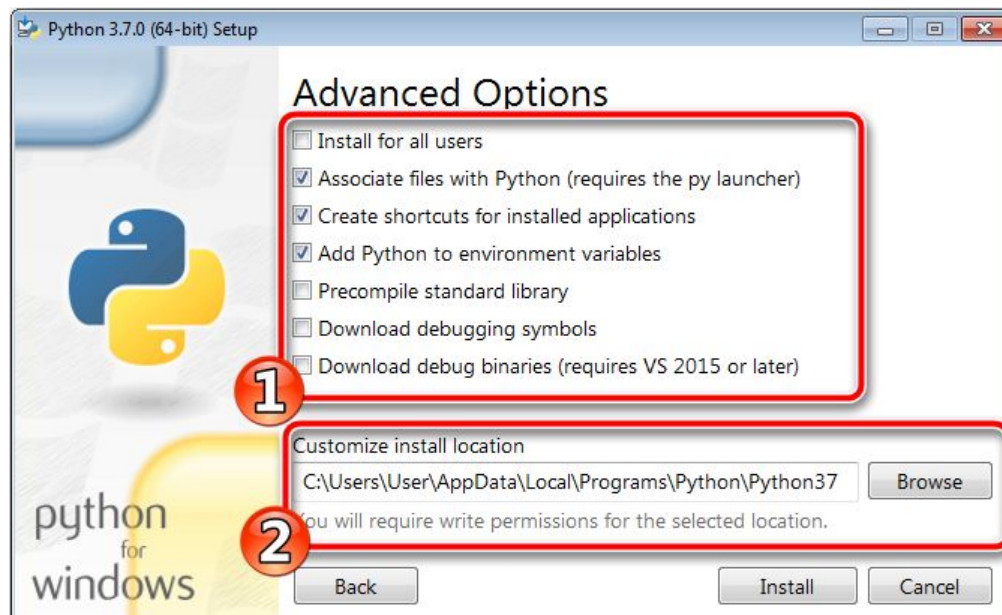 Python 3.7.0 (64-bit) Setup
Advanced Options
Install for all users
Associate files with Python (requires the py launcher)
Create shortcuts for installed applications
Add Python to environment variables
Precompile standard library
Download debugging symbols
Download debug binaries (requires VS 2015 or later)
1
Customize install location
C:\Users\User\AppData\Local\Programs\Python\Python37
Browse
You will require write permissions for the selected location.
2
python
for
windows
Back
Install
Cancel